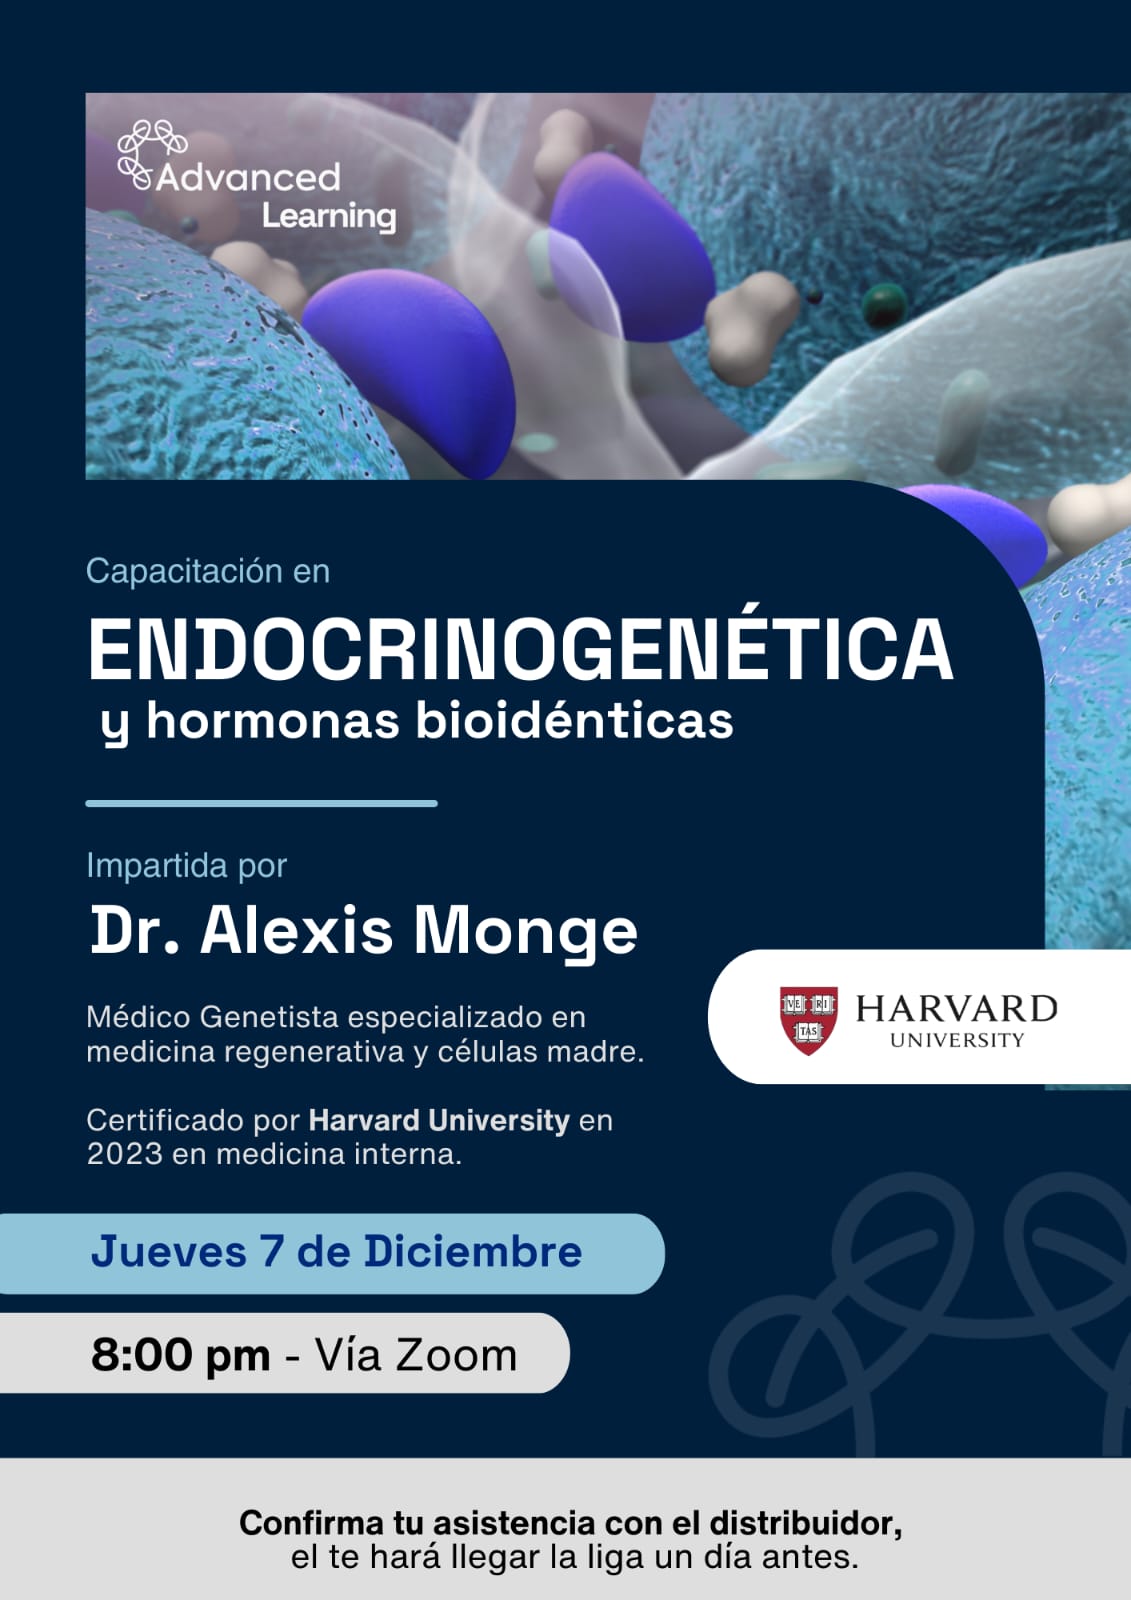 Advanced
Learning
Capacitación en
ENDOCRINOGENÉTICA
y hormonas bioidénticas
Impartida por
Dr. Alexis Monge
Médico Genetista especializado en
medicina regenerativa y células madre.
VE RI
TAS
HARVARD
UNIVERSITY
Certificado por Harvard University en
2023 en medicina interna.
Jueves 7 de Diciembre
8:00 pm - Vía Zoom
Confirma tu asistencia con el distribuidor,
el te hará llegar la liga un día antes.